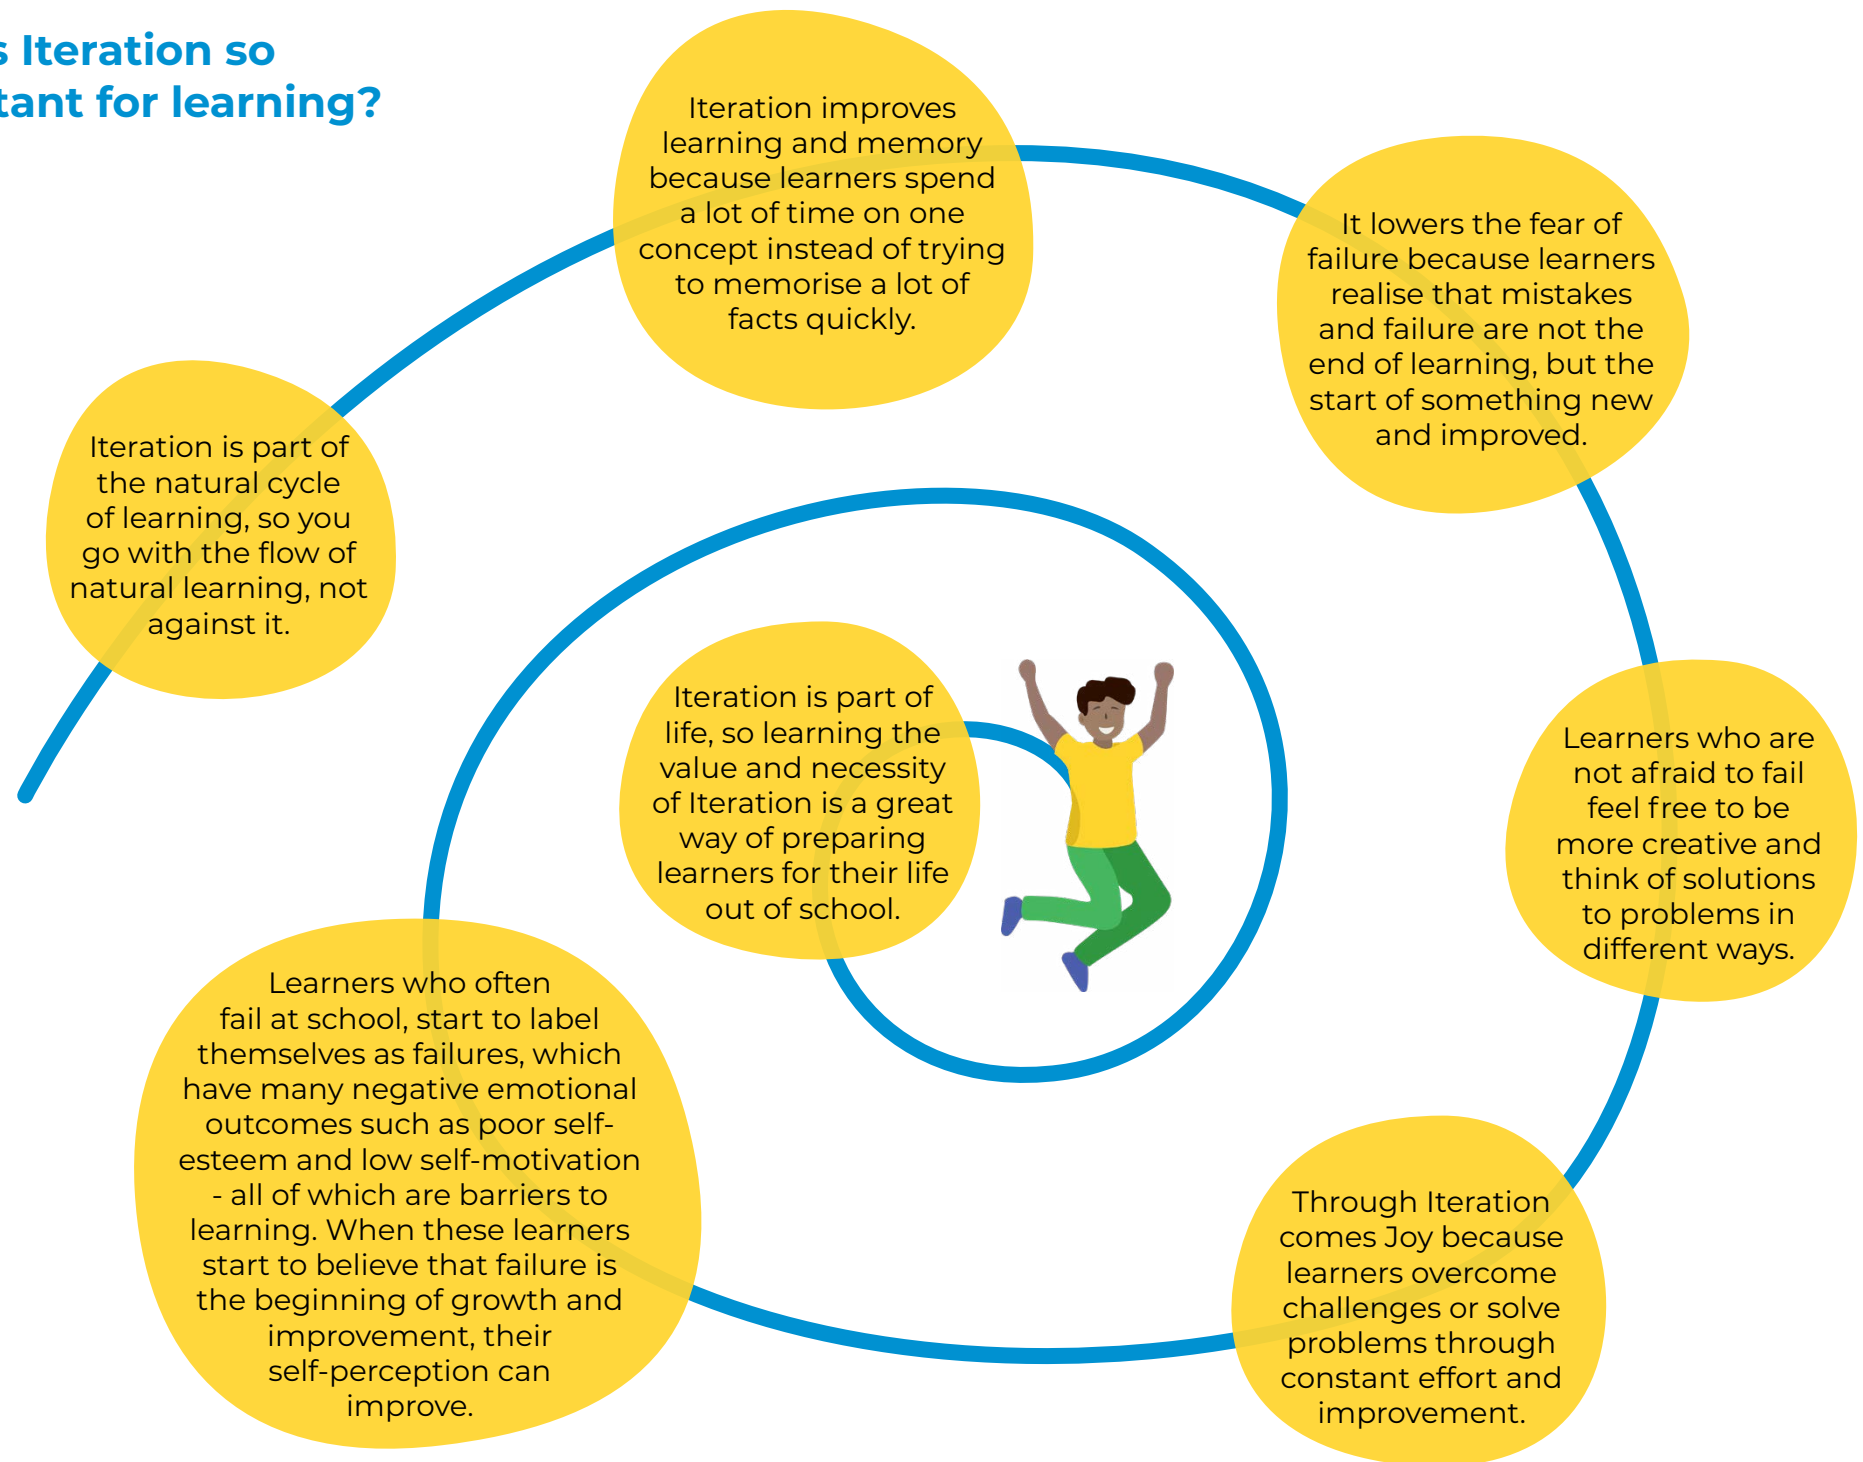 s Iteration so
tant for learning?
Iteration is part of
the natural cycle
of learning, so you
go with the flow of
natural learning, not
against it.
Iteration improves
learning and memory
because learners spend
a lot of time on one
concept instead of trying
to memorise a lot of
facts quickly.
It lowers the fear of
failure because learners
realise that mistakes
and failure are not the
end of learning, but the
start of something new
and improved.
Learners who are
not afraid to fail
feel free to be
more creative and
think of solutions
to problems in
different ways.
Through Iteration
comes Joy because
learners overcome
challenges or solve
problems through
constant effort and
improvement.
Learners who often
fail at school, start to label
themselves as failures, which
have many negative emotional
outcomes such as poor self-
esteem and low self-motivation
- all of which are barriers to
learning. When these learners
start to believe that failure is
the beginning of growth and
improvement, their
self-perception can
improve.
Iteration is part of
life, so learning the
value and necessity
of Iteration is a great
way of preparing
learners for their life
out of school.